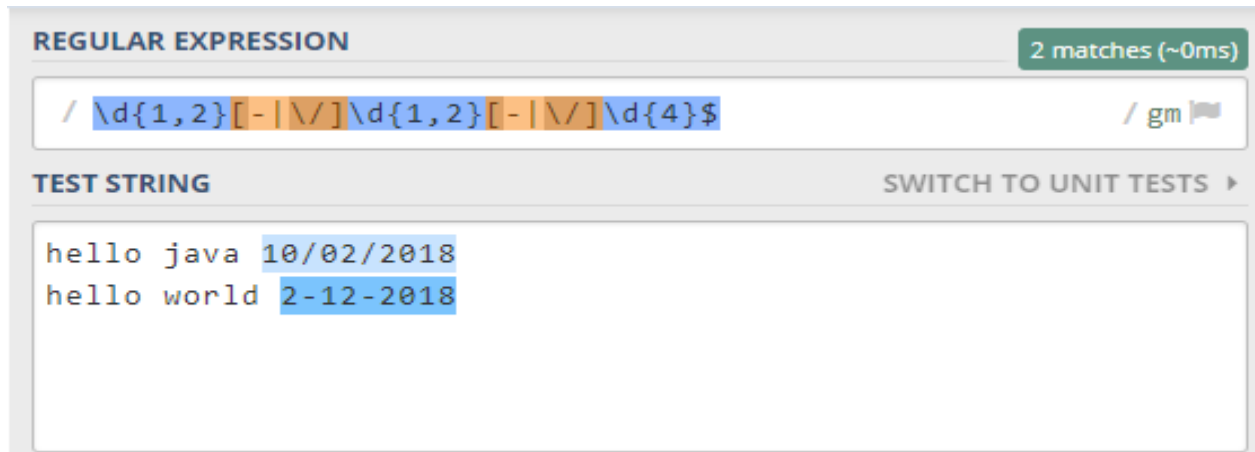 REGULAR EXPRESSION
2 matches (~0ms)
/ \d{1,2}[-|\/]\d{1,2}[-|\/]\d{4}$ / gm
TEST STRING
SWITCH TO UNIT TESTS
hello java 10/02/2018
hello world 2-12-2018